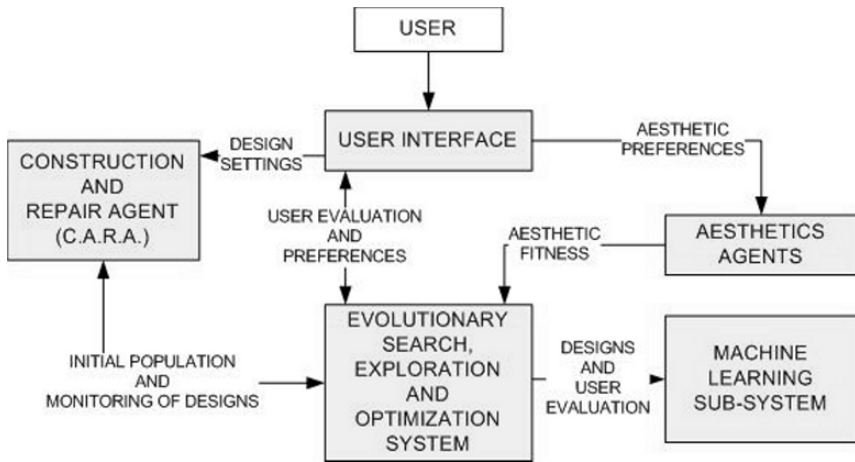 USER
USER INTERFACE
DESIGN
SETTINGS
AESTHETIC
PREFERENCES
CONSTRUCTION
AND
REPAIR AGENT
(C.A.R.A.)
USER EVALUATION
AND
PREFERENCES
AESTHETIC
FITNESS
AESTHETICS
AGENTS
INITIAL POPULATION
AND
MONITORING OF DESIGNS
EVOLUTIONARY
SEARCH,
EXPLORATION
AND
OPTIMIZATION
SYSTEM
DESIGNS
AND
USER
EVALUATION
MACHINE
LEARNING
SUB-SYSTEM